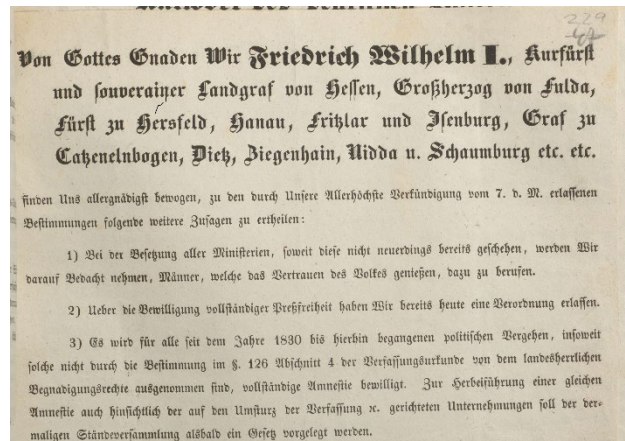 229
Von Gottes Gnaden Wir Friedrich Wilhelm I., Kurfürst
und souverainer Landgraf von Hessen, Großherzog von Fulda,
Fürst zu Hersfeld, Hanau, Fritzlar und Isenburg, Graf zu
Catzenelnbogen, Dietz, Ziegenhain, Nidda u. Schaumburg etc. etc.
finden Uns allergnädigst bewogen, zu den durch Unsere Allerhöchste Verkündigung vom 7. d. M. erlassenen
Bestimmungen folgende weitere Zusagen zu ertheilen:
1) Bei der Besetzung aller Ministerien, soweit diese nicht neuerdings bereits geschehen, werden Wir
darauf Bedacht nehmen, Männer, welche das Vertrauen des Volkes genießen, dazu zu berufen.
2) Ueber die Bewilligung vollständiger Preßfreiheit haben Wir bereits heute eine Verordnung erlassen.
3) Es wird für alle seit dem Jahre 1830 bis hierhin begangenen politischen Vergehen, insoweit
solche nicht durch die Bestimmung im §. 126 Abschnitt 4 der Verfassungsurkunde von dem landesherrlichen
Begnadigungsrechte ausgenommen sind, vollständige Amnestie bewilligt. Zur Herbeiführung einer gleichen
Amnestie auch hinsichtlich der auf den Umsturz der Verfassung ꝛc. gerichteten Unternehmungen soll der der-
maligen Ständeversammlung alsbald ein Gesetz vorgelegt werden.